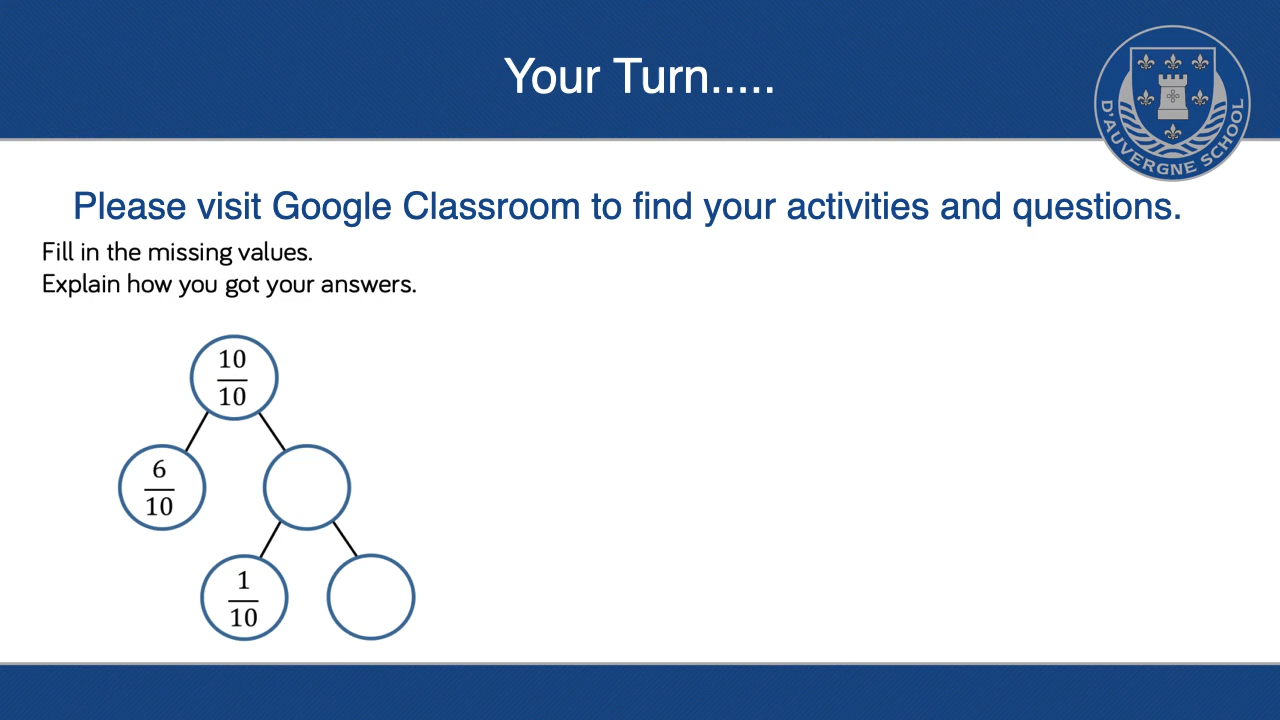 Your Turn.....
D'AUVERGNE SCHOOL
Please visit Google Classroom to find your activities and questions.
Fill in the missing values.
Explain how you got your answers.
10
10
6
10
1
10